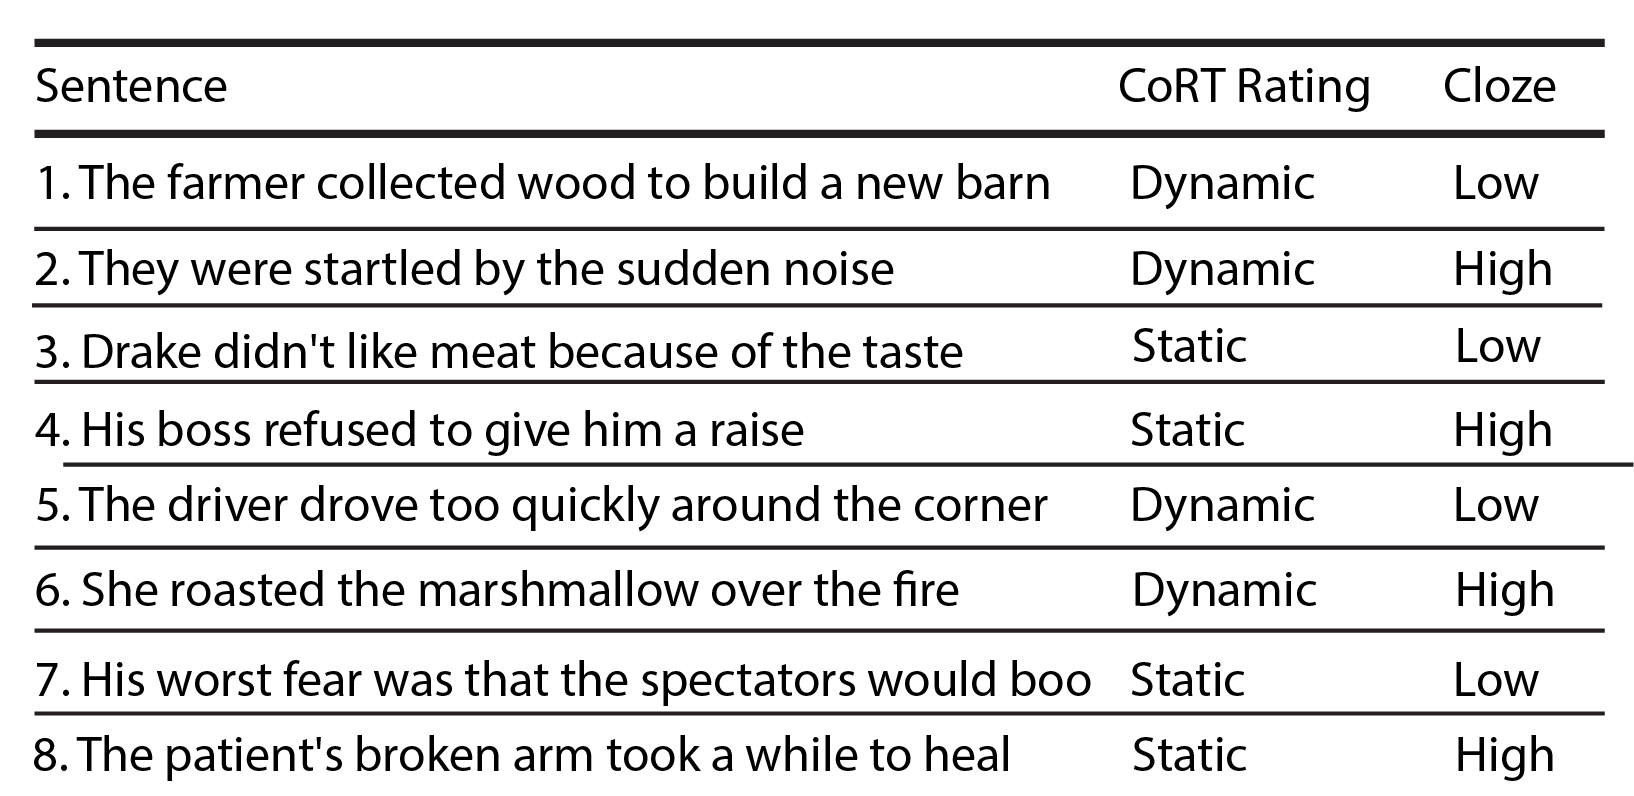 Sentence CoRT Rating Cloze
1. The farmer collected wood to build a new barn Dynamic Low
2. They were startled by the sudden noise Dynamic High
3. Drake didn't like meat because of the taste Static Low
4. His boss refused to give him a raise Static High
5. The driver drove too quickly around the corner Dynamic Low
6. She roasted the marshmallow over the fire Dynamic High
7. His worst fear was that the spectators would boo Static Low
8. The patient's broken arm took a while to heal Static High